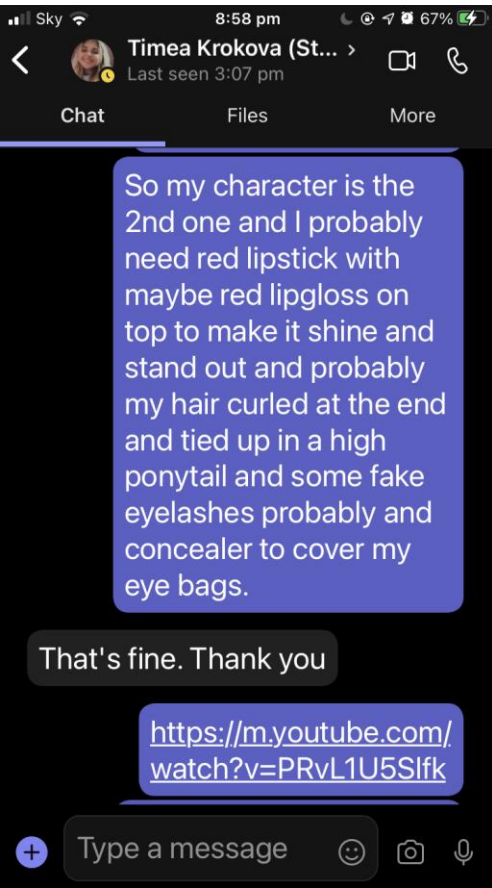 Sky 8:58 pm 67%
Timea Krokova (St... >
Last seen 3:07 pm
Chat Files More
So my character is the
2nd one and I probably
need red lipstick with
maybe red lipgloss on
top to make it shine and
stand out and probably
my hair curled at the end
and tied up in a high
ponytail and some fake
eyelashes probably and
concealer to cover my
eye bags.
That's fine. Thank you
https://m.youtube.com/
watch?v=PRvL1U5Slfk
Type a message